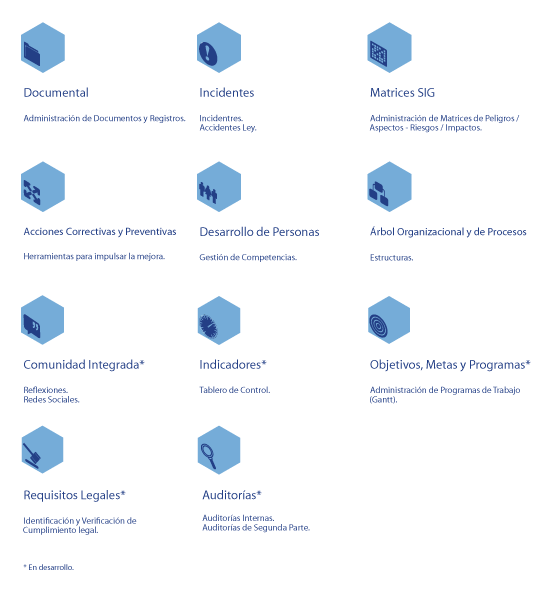 Documental
Administración de Documentos y Registros.
Incidentes
Incidentres.
Accidentes Ley.
Matrices SIG
Administración de Matrices de Peligros /
Aspectos - Riesgos / Impactos.
Acciones Correctivas y Preventivas
Herramientas para impulsar la mejora.
Desarrollo de Personas
Gestión de Competencias.
Árbol Organizacional y de Procesos
Estructuras.
Comunidad Integrada*
Reflexiones.
Redes Sociales.
Indicadores*
Tablero de Control.
Objetivos, Metas y Programas*
Administración de Programas de Trabajo
(Gantt).
Requisitos Legales*
Identificación y Verificación de
Cumplimiento legal.
Auditorías*
Auditorías Internas.
Auditorías de Segunda Parte.
* En desarrollo.